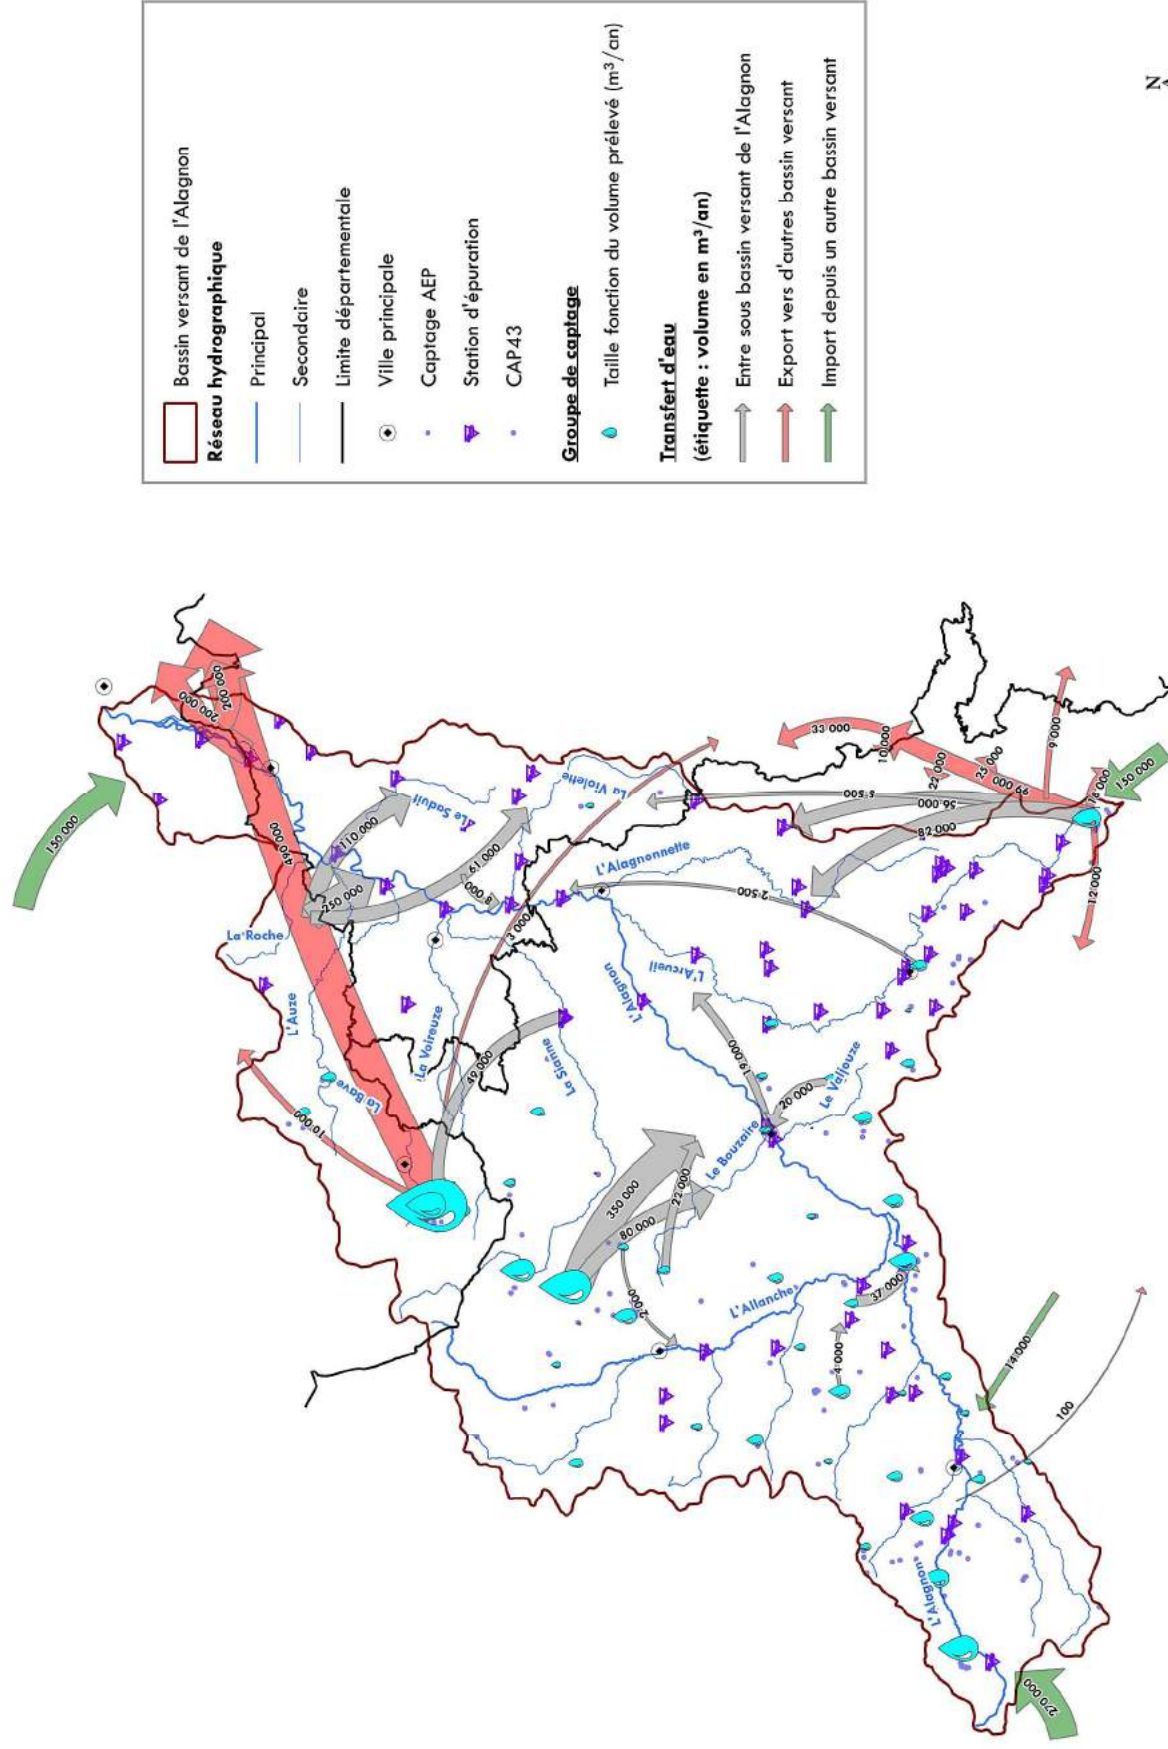 Bassin versant de l'Alagnon
Réseau hydrographique
Principal
Secondaire
Limite départementale
Ville principale
Captage AEP
Station d'épuration
CAP43
Groupe de captage
Taille fonction du volume prélevé (m³/an)
Transfert d'eau
(étiquette : volume en m³/an)
Entre sous bassin versant de l'Alagnon
Export vers d'autres bassin versant
Import depuis un autre bassin versant
N
150 000
200 000
200 000
490 000
110 000
Le Saduit
250 000
61 000
8 000
La Violette
La Roche
L'Auze
La Bave
10 000
La Voireuze
3 000
49 000
La Sianne
L'Alagnonnette
L'Alagnon
L'Arcueil
2 500
5 500
56 000
82 000
33 000
10 000
22 000
25 000
99 000
9 000
150 000
12 000
19 000
20 000
Le Valjouze
Le Bouzaire
350 000
80 000
22 000
2 000
L'Allanche
37 000
4 000
14 000
100
L'Alagnon
270 000